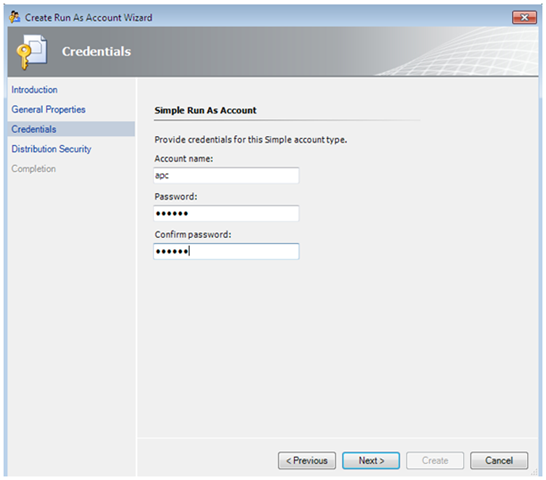 Create Run As Account Wizard
Credentials
Introduction
General Properties
Credentials
Distribution Security
Completion
Simple Run As Account
Provide credentials for this Simple account type.
Account name:
apc
Password:
••••••
Confirm password:
••••••
< Previous
Next >
Create
Cancel